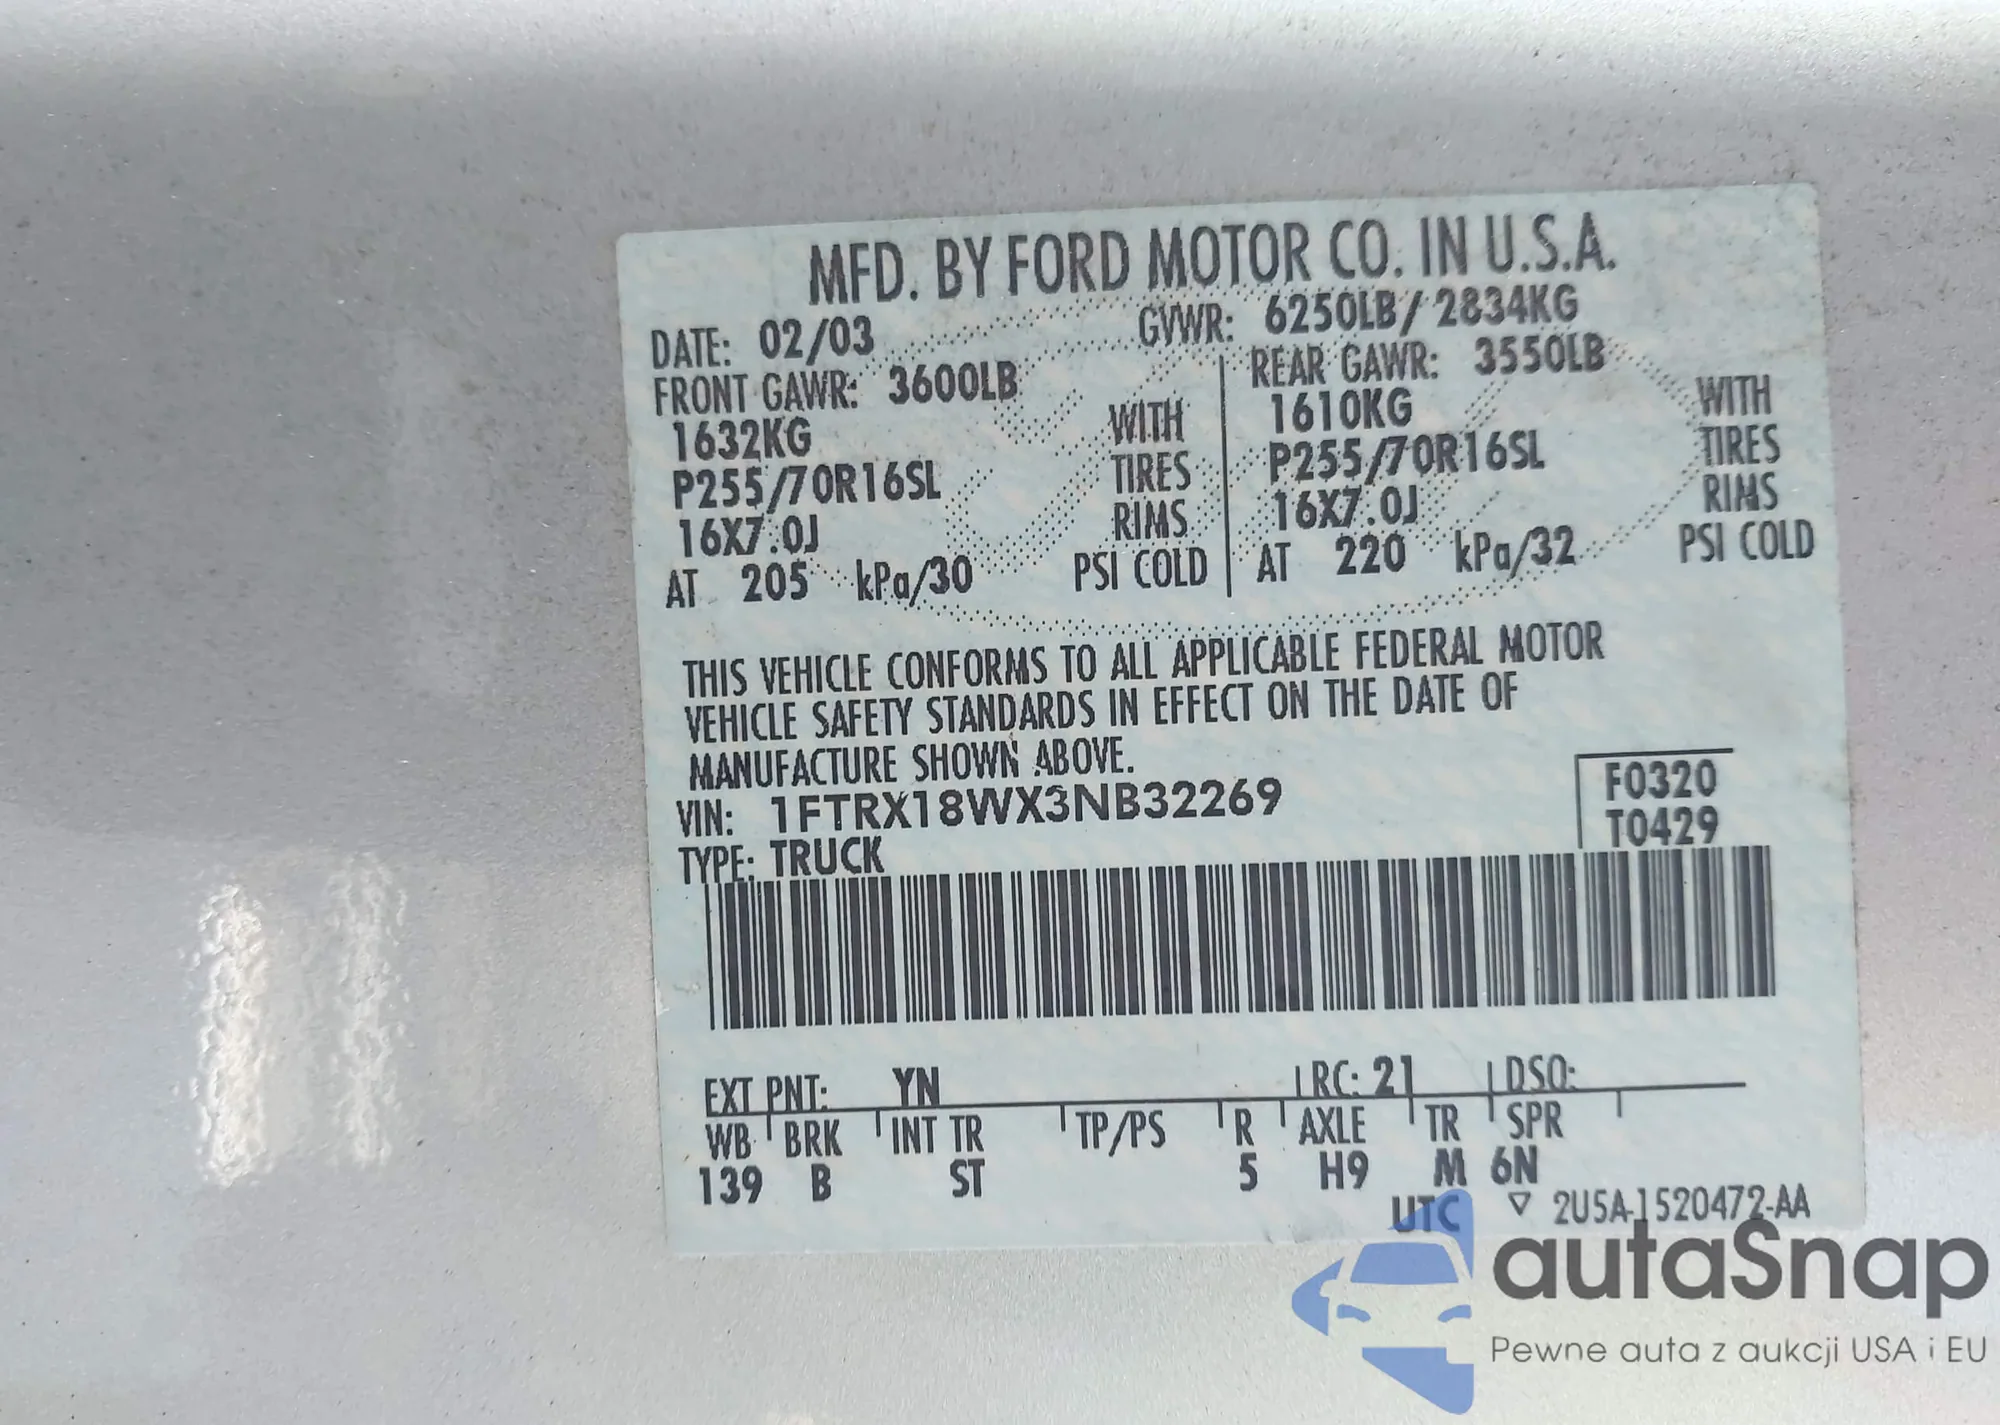 MFD. BY FORD MOTOR CO. IN U.S.A.
DATE: 02/03 GVWR: 6250LB / 2834KG
FRONT GAWR: 3600LB REAR GAWR: 3550LB
1632KG WITH 1610KG WITH
P255/70R16SL TIRES P255/70R16SL TIRES
16X7.0J RIMS 16X7.0J RIMS
AT 205 kPa/30 PSI COLD AT 220 kPa/32 PSI COLD
THIS VEHICLE CONFORMS TO ALL APPLICABLE FEDERAL MOTOR
VEHICLE SAFETY STANDARDS IN EFFECT ON THE DATE OF
MANUFACTURE SHOWN ABOVE.
VIN: 1FTRX18WX3NB32269 F0320
TYPE: TRUCK T0429
EXT PNT: YN RC: 21 DSO:
WB BRK INT TR TP/PS R AXLE TR SPR
139 B ST 5 H9 M 6N
UTC ▽ 2U5A-1520472-AA
autaSnap
Pewne auta z aukcji USA i EU